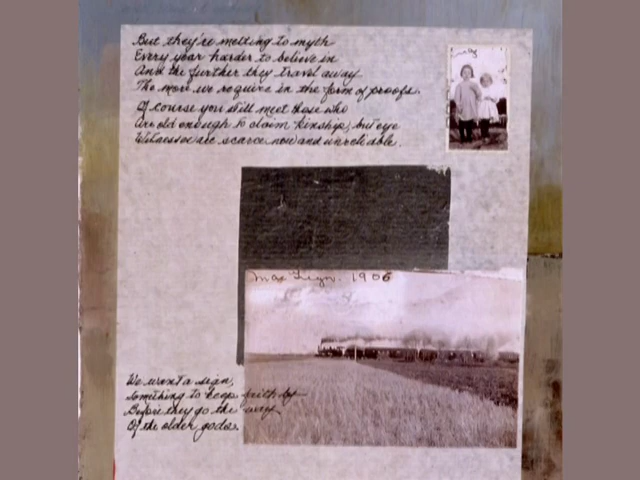 But they're melting to myth
Every year harder to believe in
And the further they travel away
The more we require in the form of proofs.
Of course you still meet those who
Are old enough to claim kinship, but eye
Witnesses are scarce now and unreliable.
1906
We want a sign,
Something to keep faith by
Before they go the way
Of the older gods.